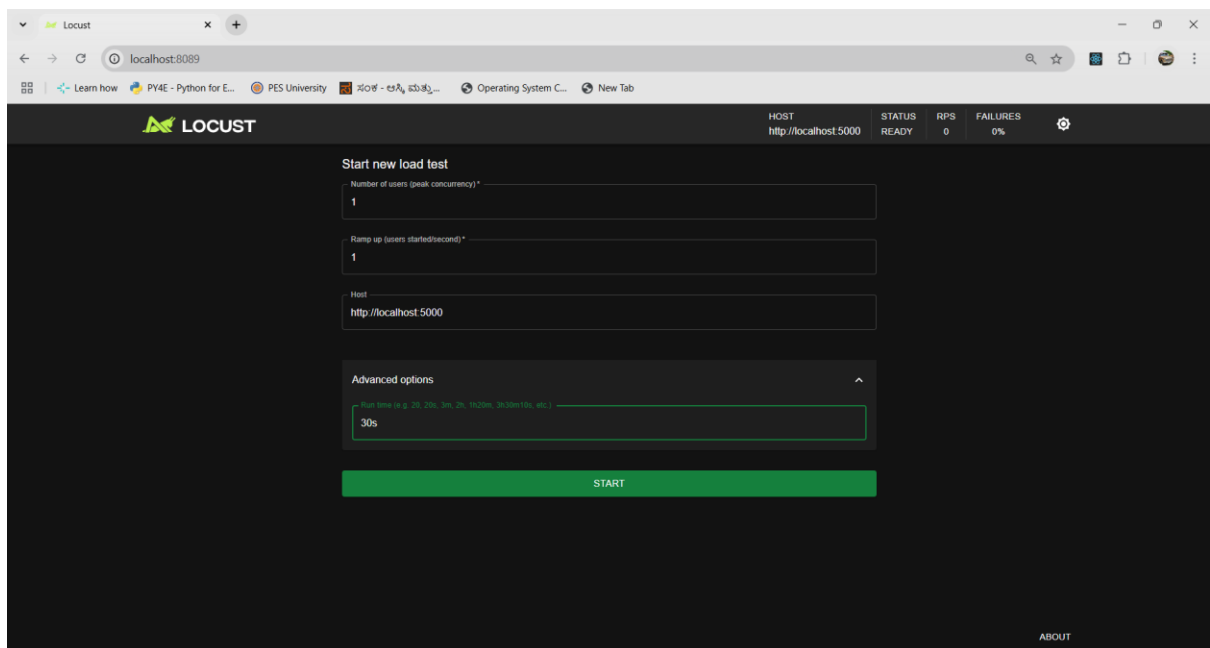 Locust
localhost:8089
Learn how
PY4E - Python for E...
PES University
ಸಂಕ - ಆಸ್ತಿ ಮತ್ತು...
Operating System C...
New Tab
LOCUST
HOST
http://localhost:5000
STATUS
READY
RPS
0
FAILURES
0%
Start new load test
Number of users (peak concurrency) *
1
Ramp up (users started/second) *
1
Host
http://localhost:5000
Advanced options
Run time (e.g. 20, 20s, 3m, 2h, 1h20m, 3h30m10s, etc.)
30s
START
ABOUT